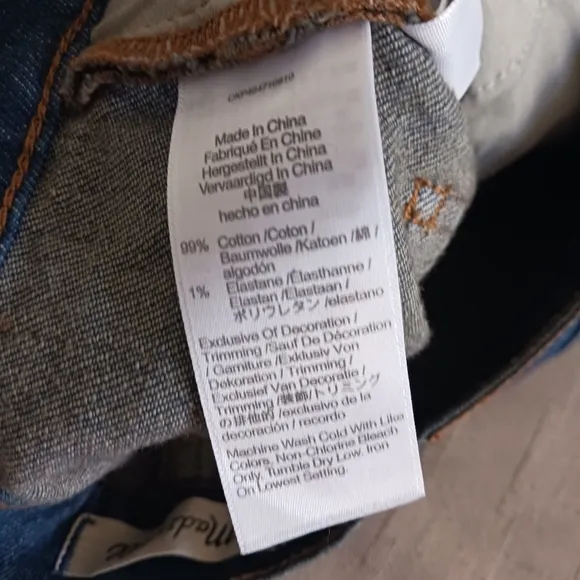 Made In China
Fabriqué En Chine
Hergestellt In China
Vervaardigd In China
中国製
hecho en china
99% Cotton /Coton /
Baumwolle /Katoen /綿 /
algodón
1% Elastane /Élasthanne /
Elastan /Elastaan /
ポリウレタン /elastano
Exclusive Of Decoration /
Trimming /Sauf De Décoration
/ Garniture /Exklusiv Von
Dekoration / Trimming /
Exclusief Van Decoratie /
Trimming /装飾/トリミング
の排他的/ exclusivo de la
decoración / recordo
Machine Wash Cold With Like
Colors. Non-Chlorine Bleach
Only. Tumble Dry Low. Iron
On Lowest Setting.